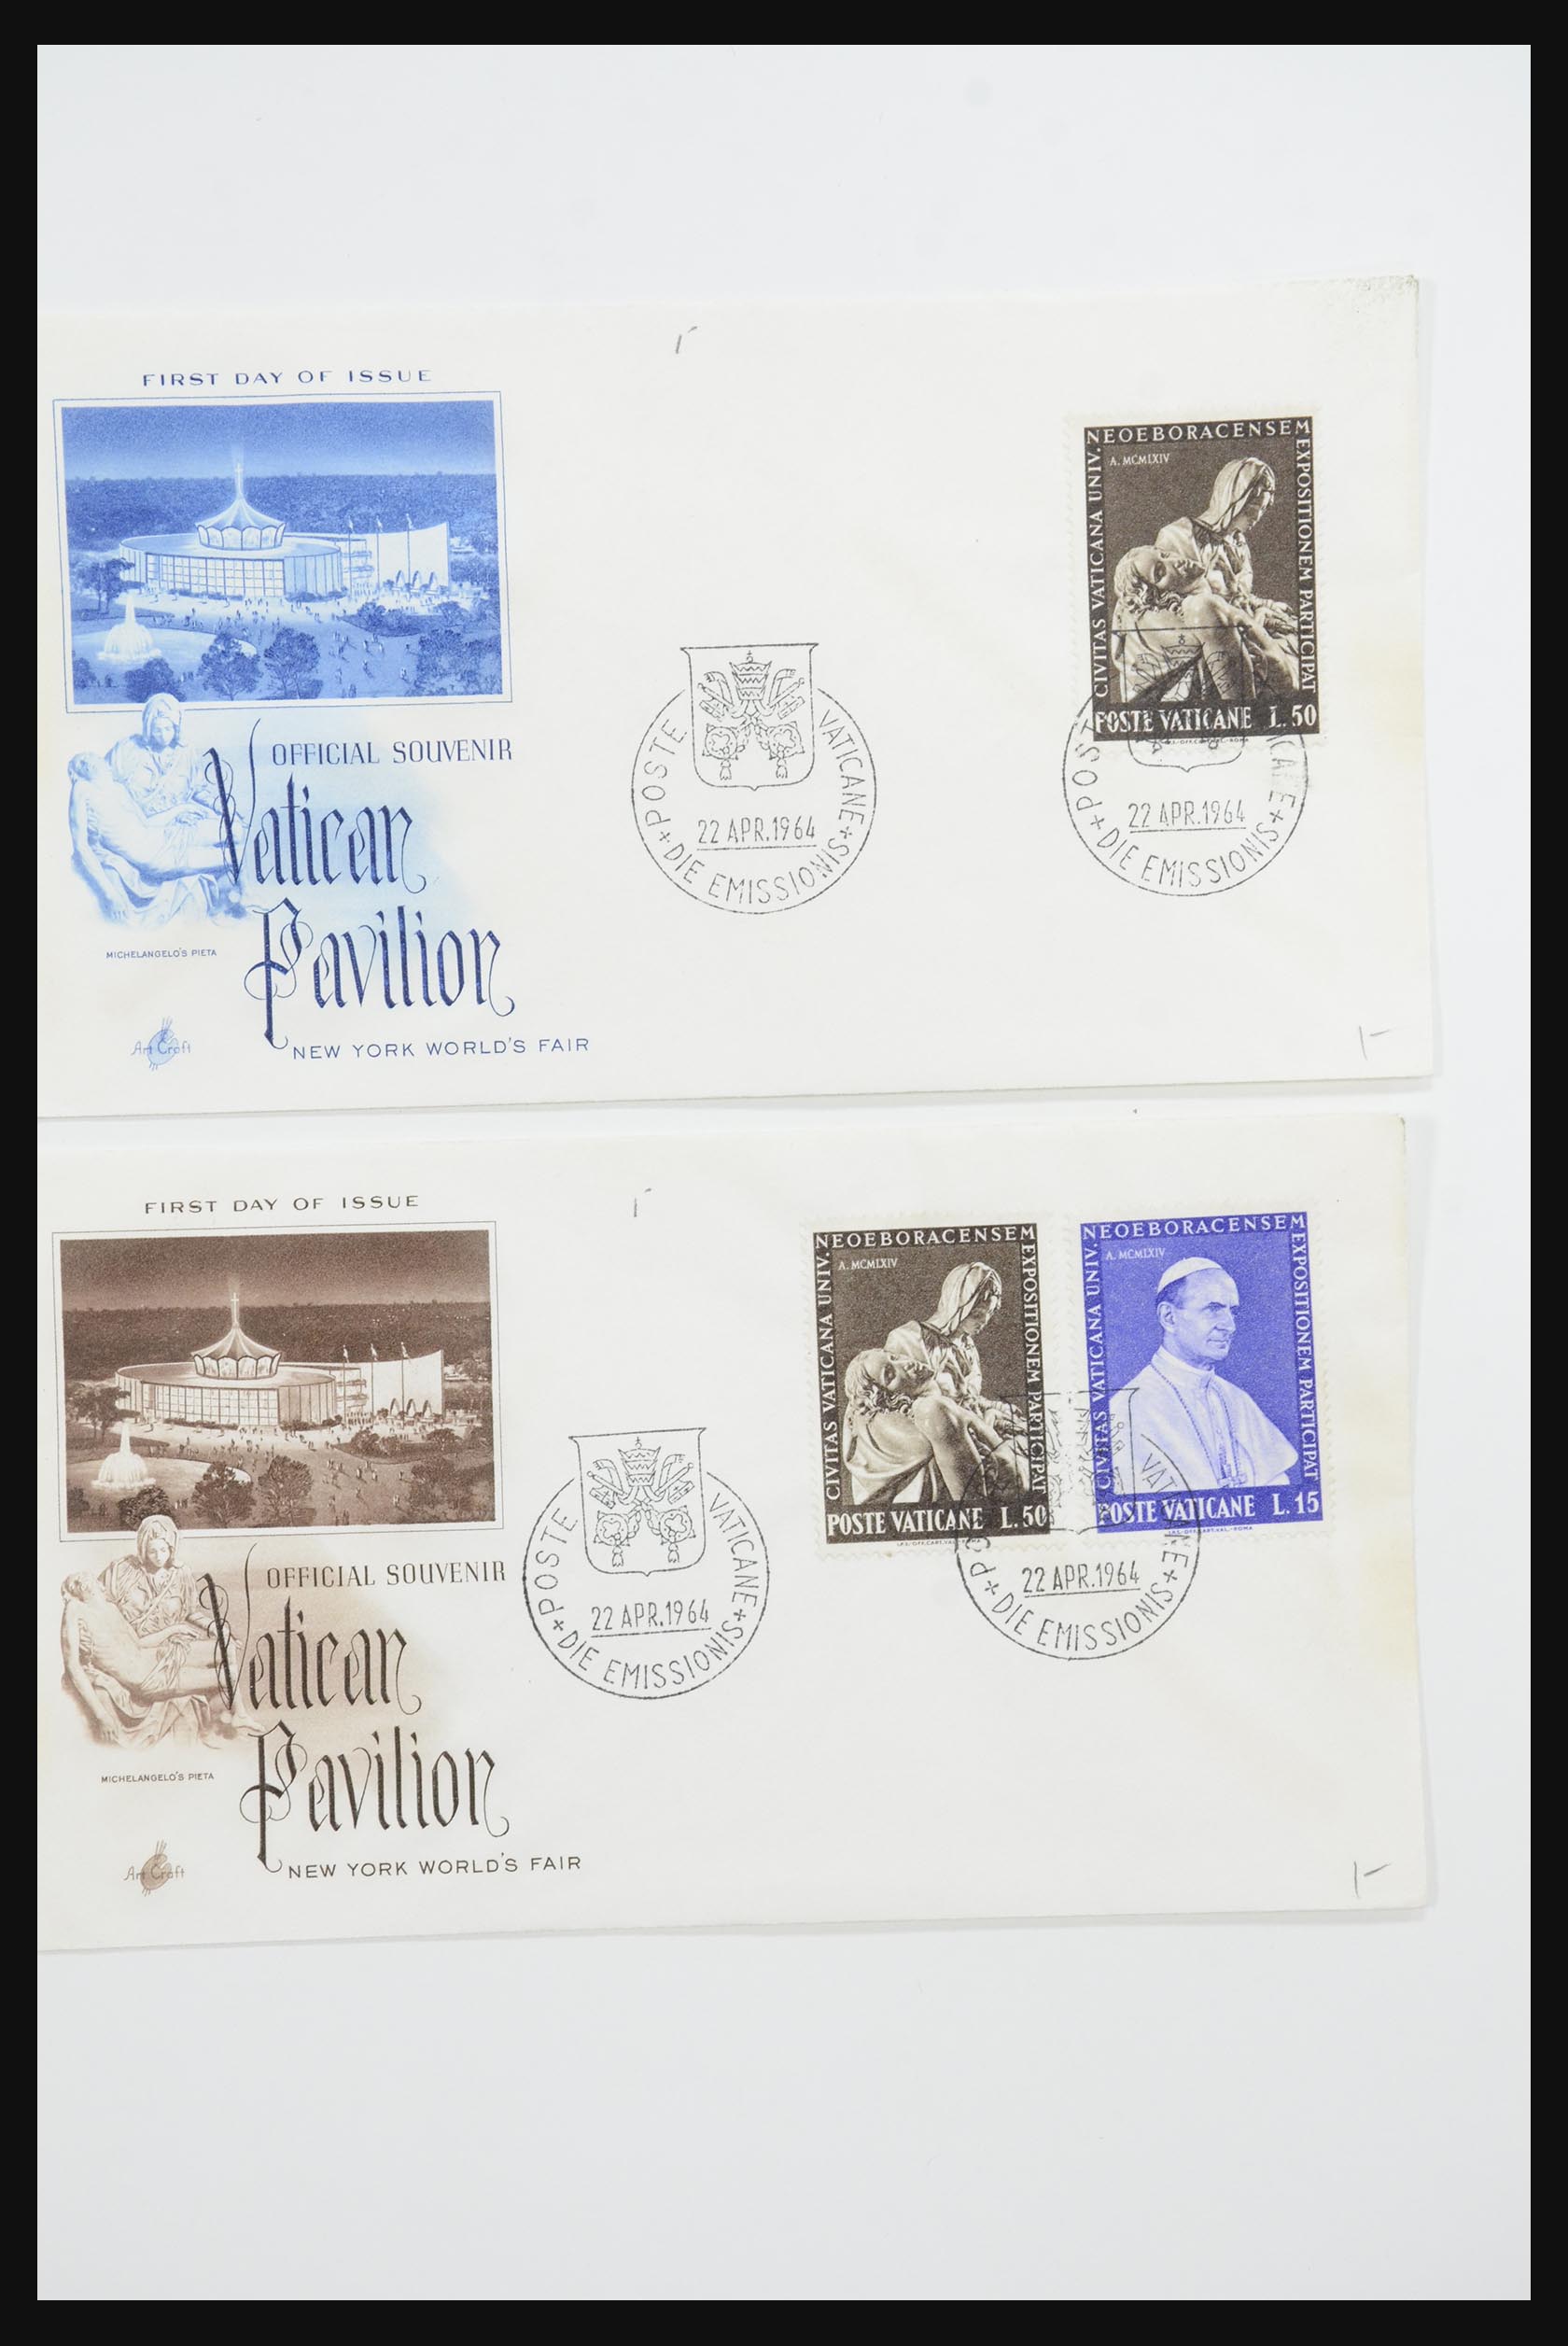 FIRST DAY OF ISSUE
OFFICIAL SOUVENIR
Vatican
Pavilion
MICHELANGELO'S PIETA
Art Craft
NEW YORK WORLD'S FAIR
POSTE VATICANE
22 APR.1964
+DIE EMISSIONIS+
CIVITAS VATICANA UNIV.
NEOEBORACENSEM
EXPOSITIONEM PARTICIPAT
A. MCMLXIV
POSTE VATICANE L.50
22 APR.1964
+DIE EMISSIONIS+
FIRST DAY OF ISSUE
OFFICIAL SOUVENIR
Vatican
Pavilion
MICHELANGELO'S PIETA
Art Craft
NEW YORK WORLD'S FAIR
POSTE VATICANE
22 APR.1964
+DIE EMISSIONIS+
CIVITAS VATICANA UNIV.
NEOEBORACENSEM
EXPOSITIONEM PARTICIPAT
A. MCMLXIV
POSTE VATICANE L.50
CIVITAS VATICANA UNIV.
NEOEBORACENSEM
EXPOSITIONEM PARTICIPAT
A. MCMLXIV
POSTE VATICANE L.15
22 APR.1964
+DIE EMISSIONIS+